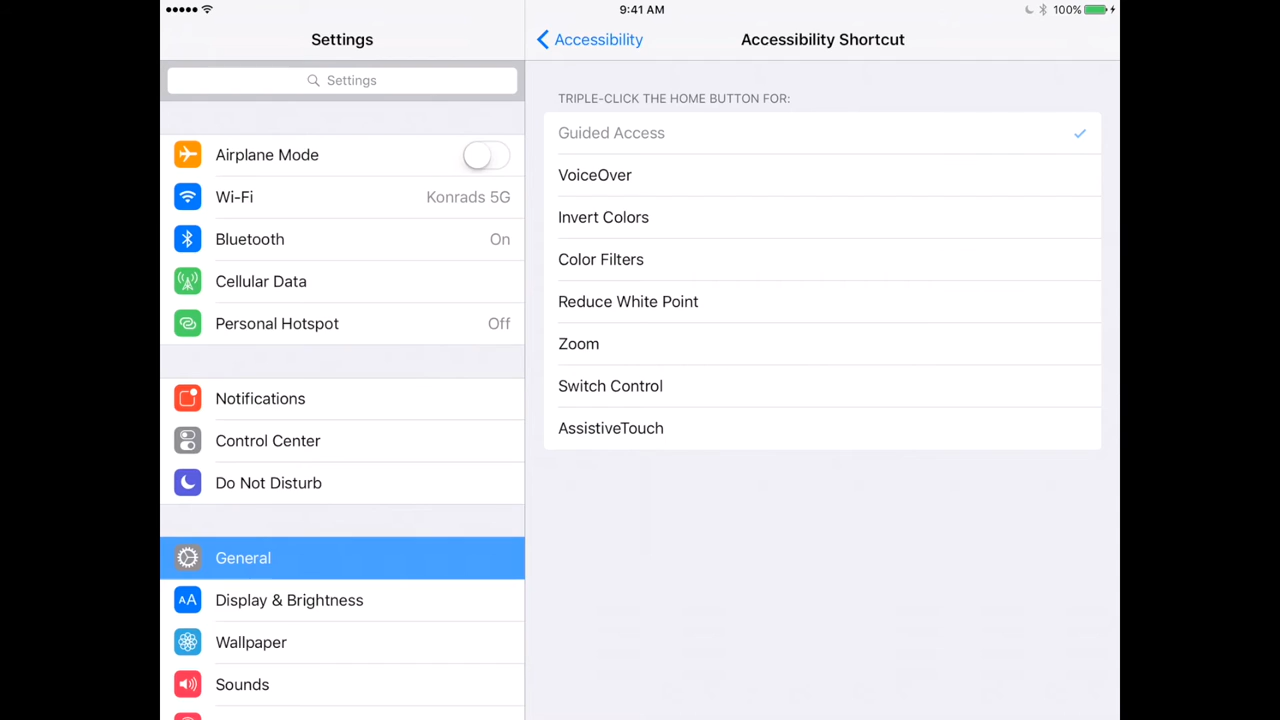 9:41 AM
100%
Settings
Settings
Airplane Mode
Wi-Fi Konrads 5G
Bluetooth On
Cellular Data
Personal Hotspot Off
Notifications
Control Center
Do Not Disturb
General
AA Display & Brightness
Wallpaper
Sounds
Accessibility
Accessibility Shortcut
TRIPLE-CLICK THE HOME BUTTON FOR:
Guided Access
VoiceOver
Invert Colors
Color Filters
Reduce White Point
Zoom
Switch Control
AssistiveTouch